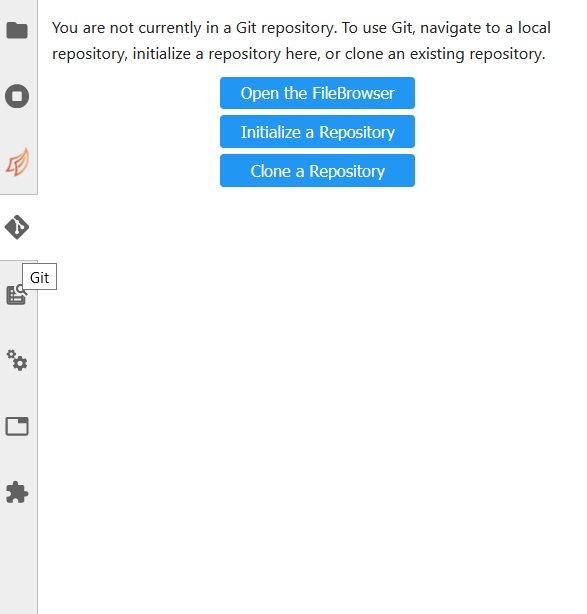 You are not currently in a Git repository. To use Git, navigate to a local
repository, initialize a repository here, or clone an existing repository.
Open the FileBrowser
Initialize a Repository
Clone a Repository
Git